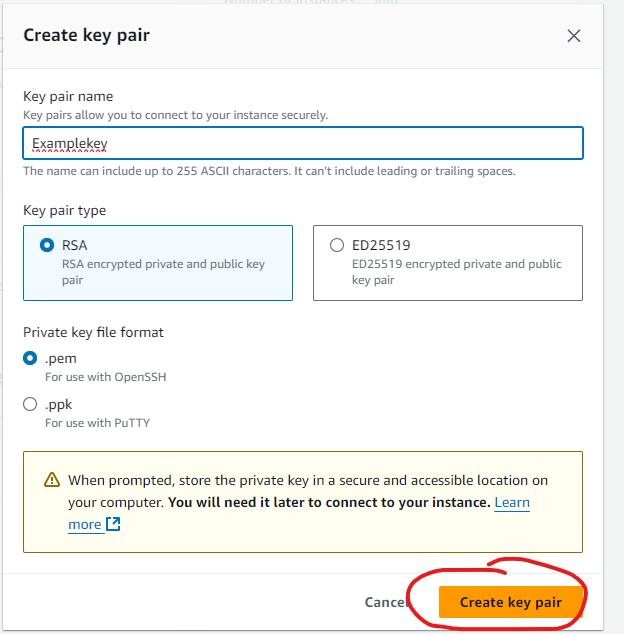 Create key pair
Key pair name
Key pairs allow you to connect to your instance securely.
Examplekey
The name can include up to 255 ASCII characters. It can't include leading or trailing spaces.
Key pair type
RSA
RSA encrypted private and public key
pair
ED25519
ED25519 encrypted private and public
key pair
Private key file format
.pem
For use with OpenSSH
.ppk
For use with PuTTY
When prompted, store the private key in a secure and accessible location on
your computer. You will need it later to connect to your instance. Learn
more
Cancel
Create key pair